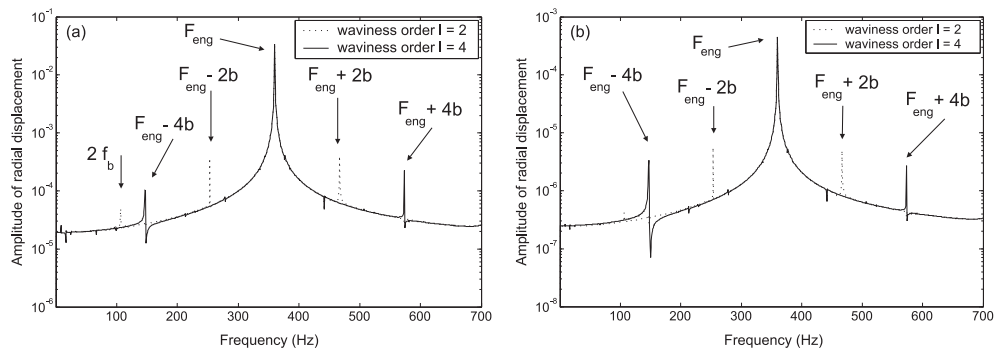 (a)
F_eng
waviness order l = 2
waviness order l = 4
F_eng - 2b
F_eng + 2b
F_eng - 4b
F_eng + 4b
2 f_b
10^-1
10^-2
10^-3
10^-4
10^-5
10^-6
Amplitude of radial displacement
0 100 200 300 400 500 600 700
Frequency (Hz)
(b)
F_eng
waviness order l = 2
waviness order l = 4
F_eng - 4b
F_eng - 2b
F_eng + 2b
F_eng + 4b
10^-3
10^-4
10^-5
10^-6
10^-7
10^-8
Amplitude of radial displacement
0 100 200 300 400 500 600 700
Frequency (Hz)